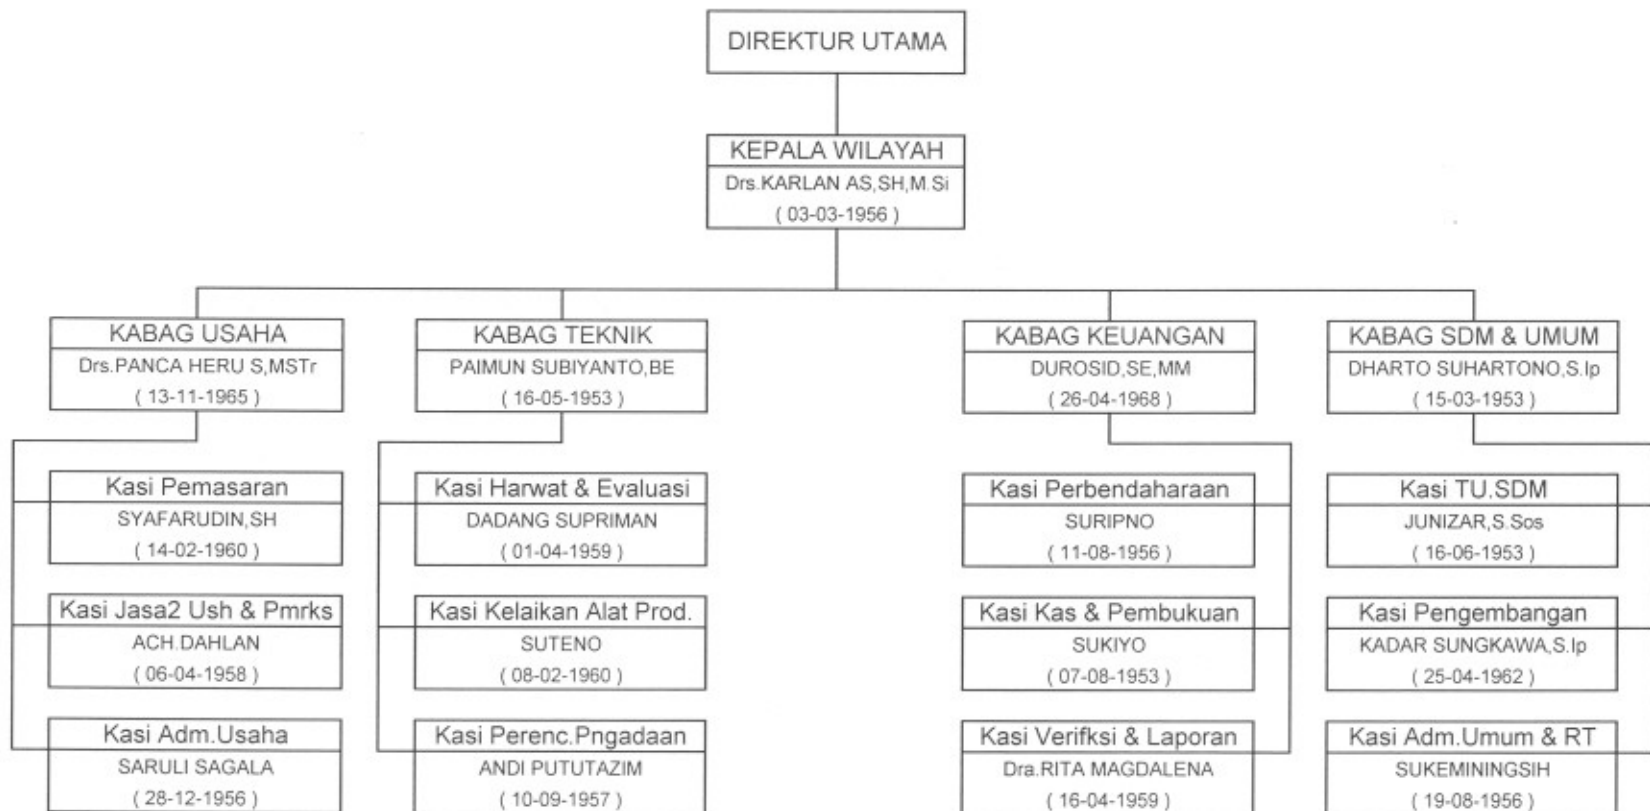 DIREKTUR UTAMA
KEPALA WILAYAH
Drs.KARLAN AS,SH,M.Si
( 03-03-1956 )
KABAG USAHA
Drs.PANCA HERU S,MSTr
( 13-11-1965 )
KABAG TEKNIK
PAIMUN SUBIYANTO,BE
( 16-05-1953 )
KABAG KEUANGAN
DUROSID,SE,MM
( 26-04-1968 )
KABAG SDM & UMUM
DHARTO SUHARTONO,S.Ip
( 15-03-1953 )
Kasi Pemasaran
SYAFARUDIN,SH
( 14-02-1960 )
Kasi Harwat & Evaluasi
DADANG SUPRIMAN
( 01-04-1959 )
Kasi Perbendaharaan
SURIPNO
( 11-08-1956 )
Kasi TU.SDM
JUNIZAR,S.Sos
( 16-06-1953 )
Kasi Jasa2 Ush & Pmrks
ACH.DAHLAN
( 06-04-1958 )
Kasi Kelaikan Alat Prod.
SUTENO
( 08-02-1960 )
Kasi Kas & Pembukuan
SUKIYO
( 07-08-1953 )
Kasi Pengembangan
KADAR SUNGKAWA,S.Ip
( 25-04-1962 )
Kasi Adm.Usaha
SARULI SAGALA
( 28-12-1956 )
Kasi Perenc.Pngadaan
ANDI PUTUTAZIM
( 10-09-1957 )
Kasi Verifksi & Laporan
Dra.RITA MAGDALENA
( 16-04-1959 )
Kasi Adm.Umum & RT
SUKEMININGSIH
( 19-08-1956 )